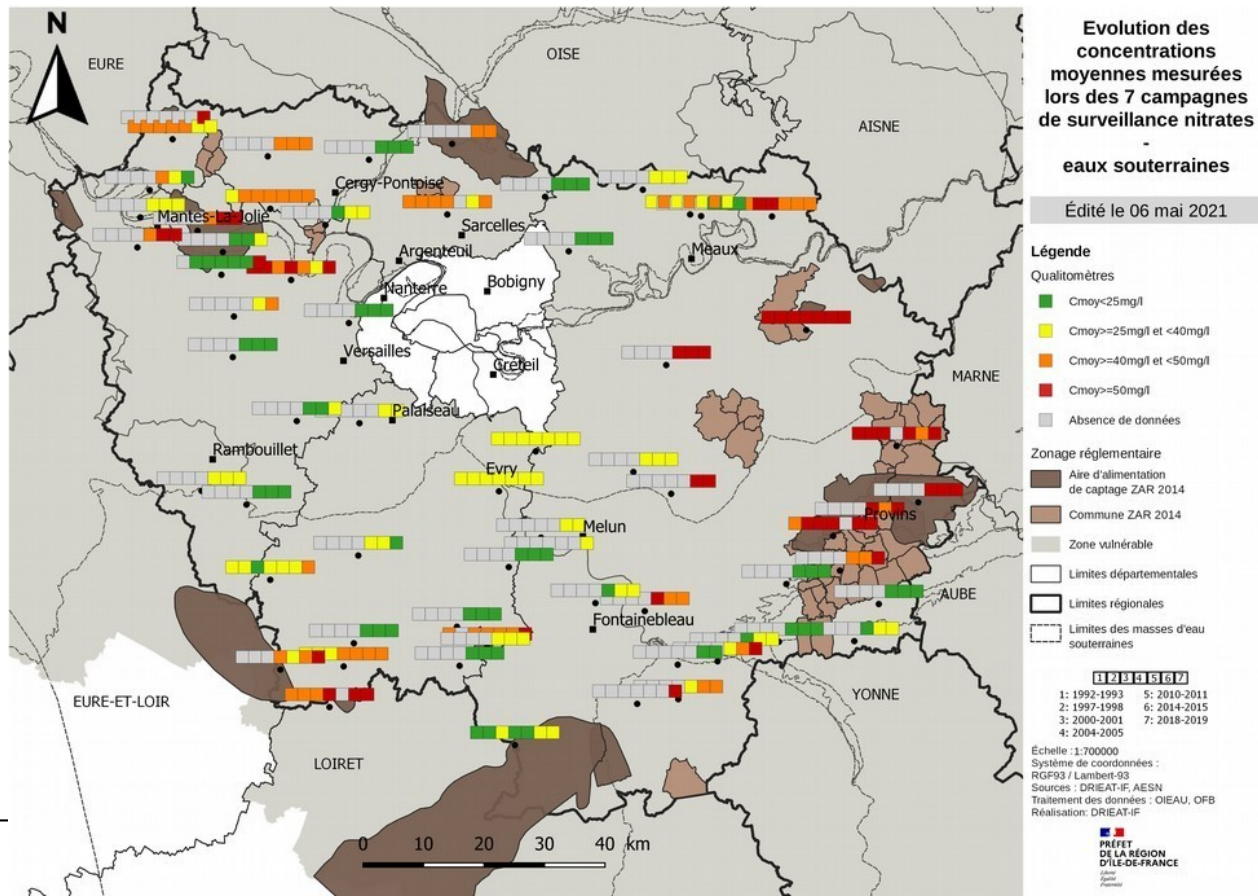 N
EURE
OISE
AISNE
Cergy-Pontoise
Mantes-La-Jolie
Sarcelles
Argenteuil
Meaux
Bobigny
Nanterre
Versailles
Créteil
MARNE
Palaiseau
Rambouillet
Evry
Provins
Melun
AUBE
Fontainebleau
EURE-ET-LOIR
YONNE
LOIRET
0 10 20 30 40 km
Evolution des
concentrations
moyennes mesurées
lors des 7 campagnes
de surveillance nitrates
-
eaux souterraines
Édité le 06 mai 2021
Légende
Qualitomètres
Cmoy<25mg/l
Cmoy>=25mg/l et <40mg/l
Cmoy>=40mg/l et <50mg/l
Cmoy>=50mg/l
Absence de données
Zonage réglementaire
Aire d'alimentation
de captage ZAR 2014
Commune ZAR 2014
Zone vulnérable
Limites départementales
Limites régionales
Limites des masses d'eau
souterraines
1 2 3 4 5 6 7
1: 1992-1993 5: 2010-2011
2: 1997-1998 6: 2014-2015
3: 2000-2001 7: 2018-2019
4: 2004-2005
Échelle :1:700000
Système de coordonnées :
RGF93 / Lambert-93
Sources : DRIEAT-IF, AESN
Traitement des données : OIEAU, OFB
Réalisation: DRIEAT-IF
PRÉFET
DE LA RÉGION
D'ÎLE-DE-FRANCE
Liberté
Égalité
Fraternité